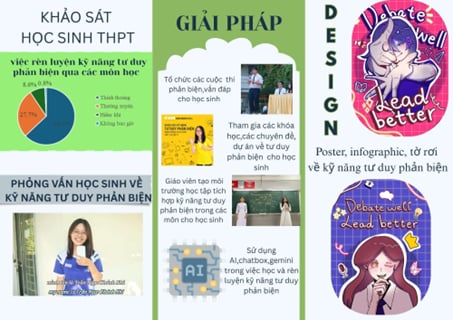 KHẢO SÁT
HỌC SINH THPT
việc rèn luyện kỹ năng tư duy
phản biện qua các môn học
8.6%
0.8%
27.7%
Thỉnh thoảng
Thường xuyên
Hiếm khi
Không bao giờ
PHỎNG VẤN HỌC SINH VỀ
KỸ NĂNG TƯ DUY PHẢN BIỆN
GIẢI PHÁP
Tổ chức các cuộc thi
phản biện,vấn đáp
cho học sinh
TƯ DUY PHẢN BIỆN
Tham gia các khóa
học,các chuyên đề,
dự án về tư duy
phản biện cho học
sinh
Giáo viên tạo môi
trường học tập tích
hợp kỹ năng tư duy
phản biện trong các
môn cho học sinh
AI
Sử dụng
AI,chatbox,gemini
trong việc học và rèn
luyện kỹ năng tư duy
phản biện
DESIGN
Debate well
Lead
better
Poster, infographic, tờ rơi
về kỹ năng tư duy phản biện
Debate well
Lead better